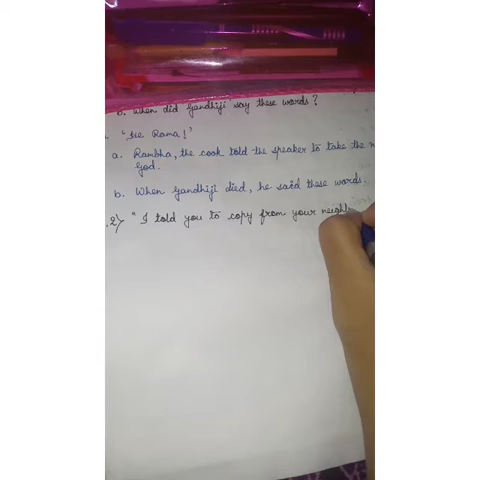 b. When did Gandhiji say these words?
"He Rama!"
a. Rambha, the cook told the speaker to take the
God.
b. When Gandhiji died, he said these words.
2) " I told you to copy from your